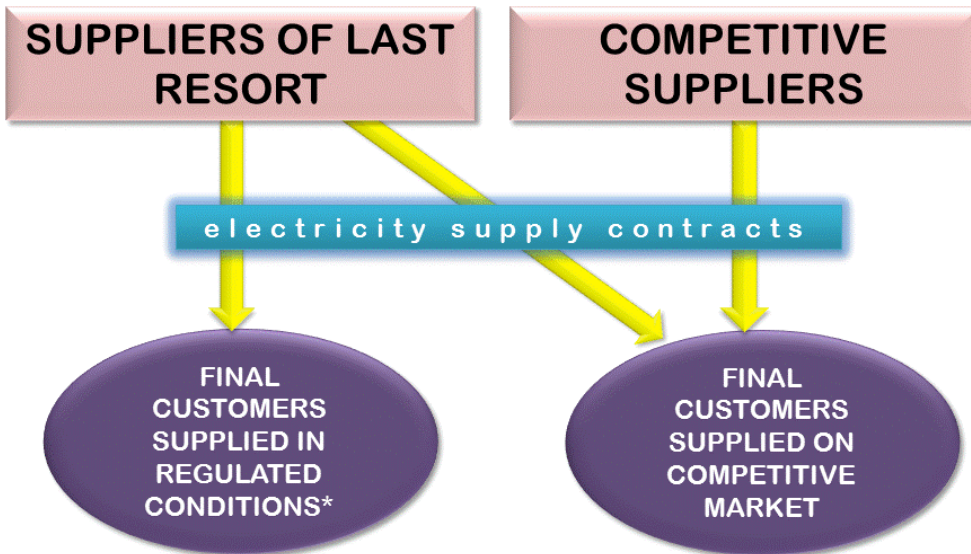 SUPPLIERS OF LAST
RESORT
COMPETITIVE
SUPPLIERS
electricity supply contracts
FINAL
CUSTOMERS
SUPPLIED IN
REGULATED
CONDITIONS*
FINAL
CUSTOMERS
SUPPLIED ON
COMPETITIVE
MARKET